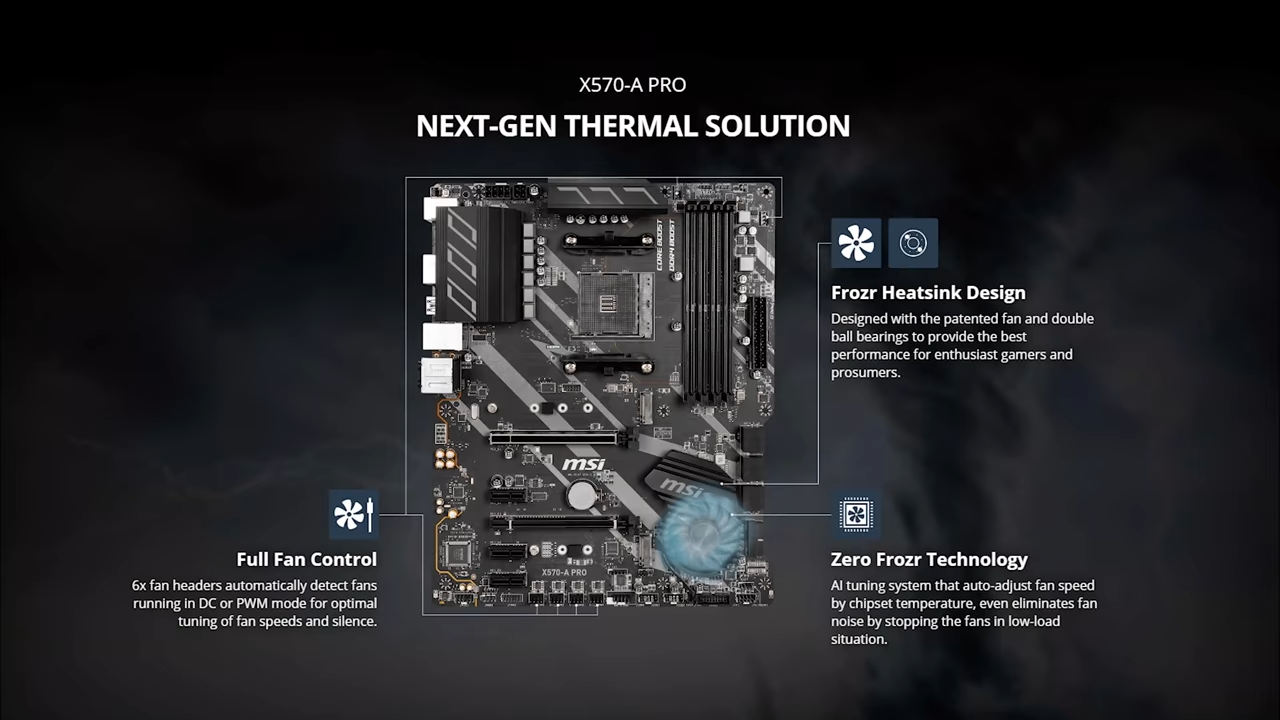 X570-A PRO
NEXT-GEN THERMAL SOLUTION
CORE BOOST
DDR4 BOOST
Frozr Heatsink Design
Designed with the patented fan and double
ball bearings to provide the best
performance for enthusiast gamers and
prosumers.
msi
msi
X570-A PRO
Full Fan Control
6x fan headers automatically detect fans
running in DC or PWM mode for optimal
tuning of fan speeds and silence.
Zero Frozr Technology
AI tuning system that auto-adjust fan speed
by chipset temperature, even eliminates fan
noise by stopping the fans in low-load
situation.